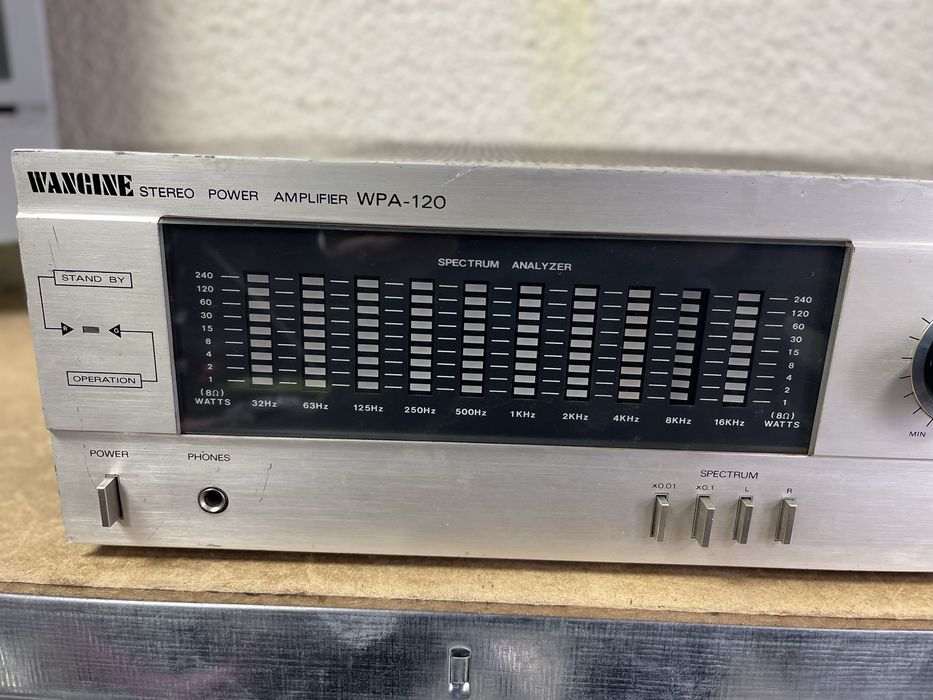 WANGINE STEREO POWER AMPLIFIER WPA-120
SPECTRUM ANALYZER
STAND BY
R G
OPERATION
240 240
120 120
60 60
30 30
15 15
8 8
4 4
2 2
1 1
(8Ω) (8Ω)
WATTS 32Hz 63Hz 125Hz 250Hz 500Hz 1KHz 2KHz 4KHz 8KHz 16KHz WATTS
MIN
POWER PHONES SPECTRUM
×0.01 ×0.1 L R